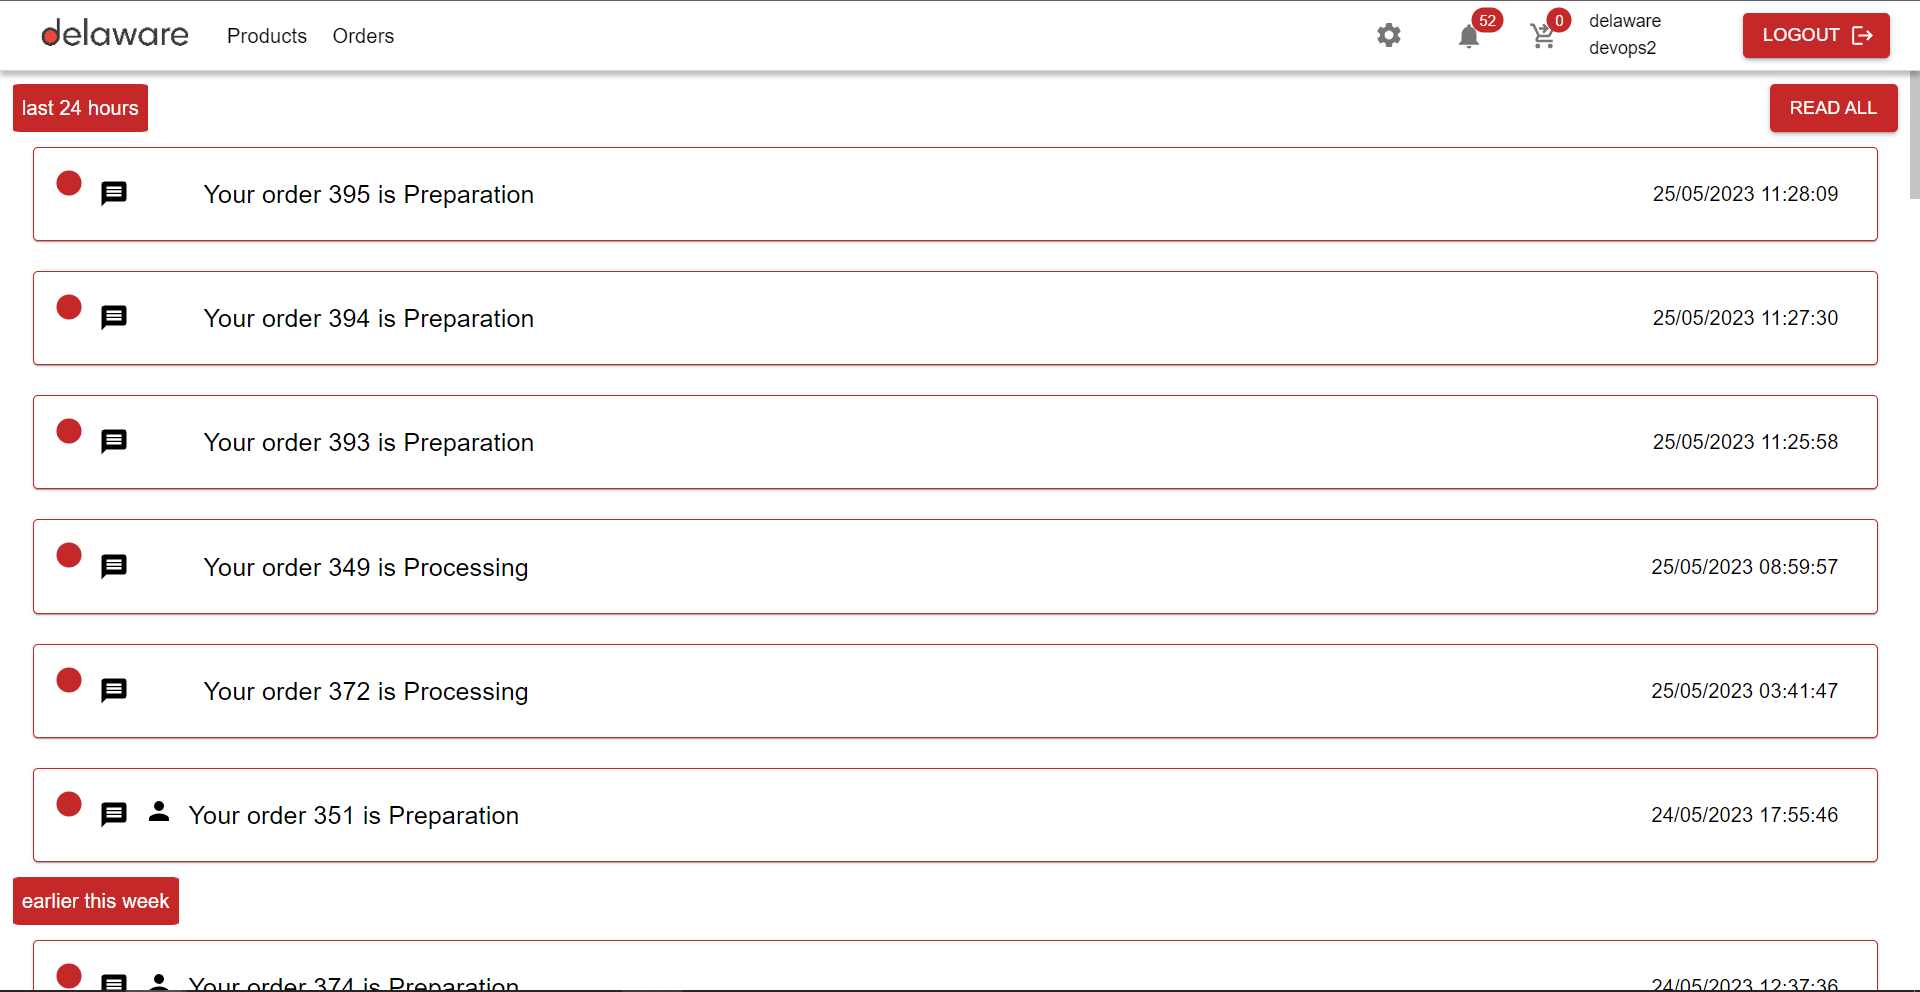 delaware
Products
Orders
52
0
delaware
devops2
LOGOUT
last 24 hours
READ ALL
Your order 395 is Preparation
25/05/2023 11:28:09
Your order 394 is Preparation
25/05/2023 11:27:30
Your order 393 is Preparation
25/05/2023 11:25:58
Your order 349 is Processing
25/05/2023 08:59:57
Your order 372 is Processing
25/05/2023 03:41:47
Your order 351 is Preparation
24/05/2023 17:55:46
earlier this week
Your order 374 is Preparation
24/05/2023 12:37:36